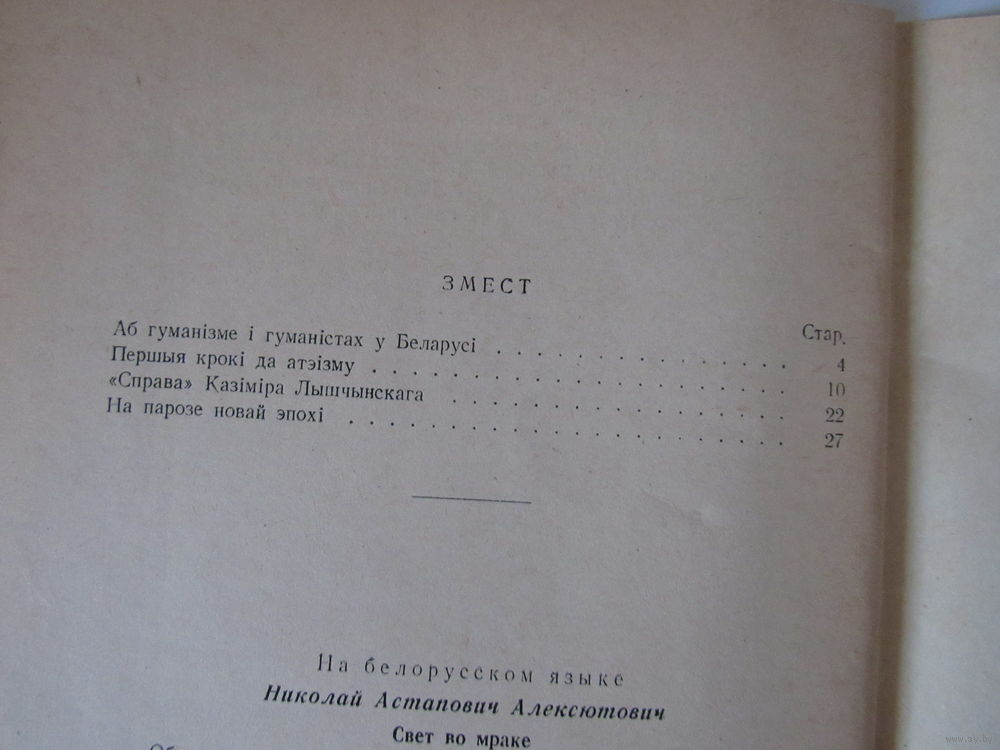 ЗМЕСТ
Стар.
Аб гуманізме і гуманістах у Беларусі . . . . . . . . . . . . . 4
Першыя крокі да атэізму . . . . . . . . . . . . . . . . . . 10
«Справа» Казіміра Лышчынскага . . . . . . . . . . . . . . 22
На парозе новай эпохі . . . . . . . . . . . . . . . . . . 27
На белорусском языке
Николай Астапович Алексютович
Свет во мраке